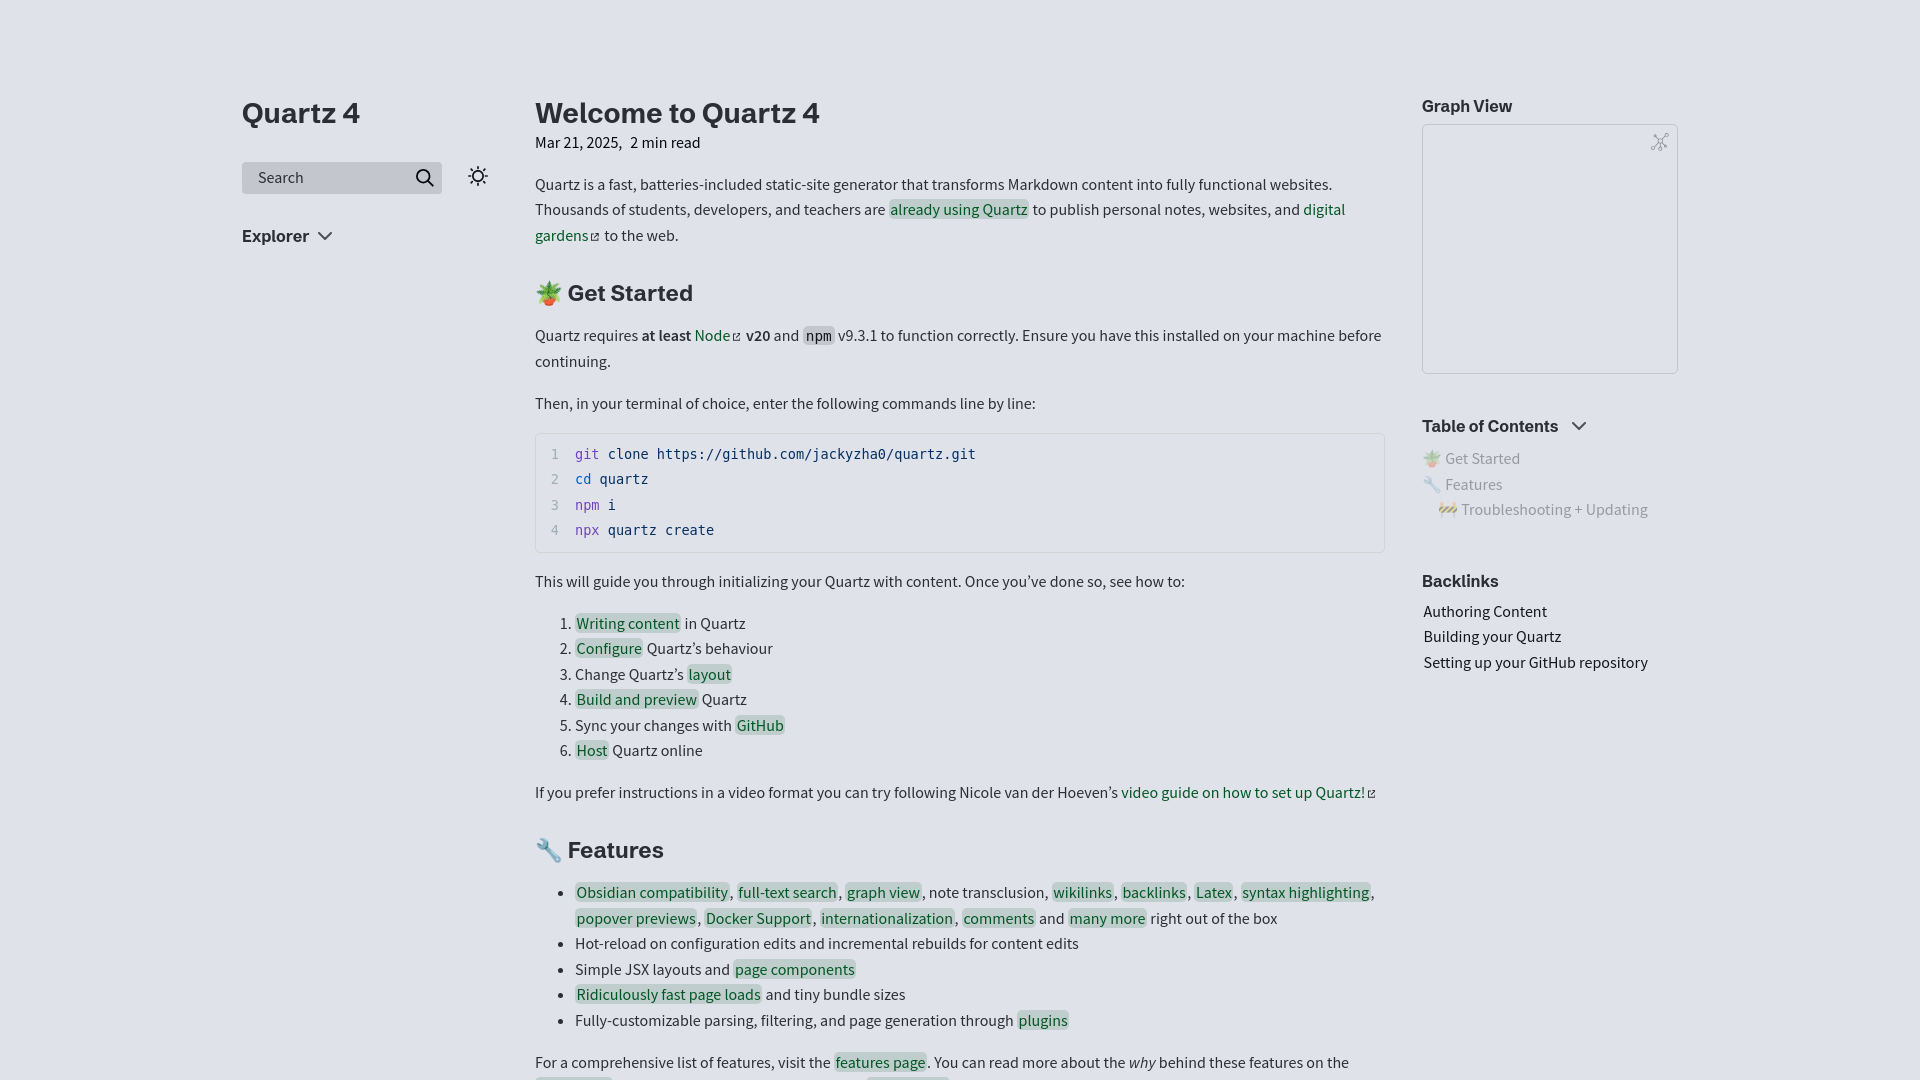 Quartz 4
Search
Explorer
Welcome to Quartz 4
Mar 21, 2025, 2 min read
Quartz is a fast, batteries-included static-site generator that transforms Markdown content into fully functional websites.
Thousands of students, developers, and teachers are already using Quartz to publish personal notes, websites, and digital
gardens to the web.
🪴 Get Started
Quartz requires at least Node v20 and npm v9.3.1 to function correctly. Ensure you have this installed on your machine before
continuing.
Then, in your terminal of choice, enter the following commands line by line:
1 git clone https://github.com/jackyzha0/quartz.git
2 cd quartz
3 npm i
4 npx quartz create
This will guide you through initializing your Quartz with content. Once you’ve done so, see how to:
1. Writing content in Quartz
2. Configure Quartz’s behaviour
3. Change Quartz’s layout
4. Build and preview Quartz
5. Sync your changes with GitHub
6. Host Quartz online
If you prefer instructions in a video format you can try following Nicole van der Hoeven’s video guide on how to set up Quartz!
🔧 Features
• Obsidian compatibility, full-text search, graph view, note transclusion, wikilinks, backlinks, Latex, syntax highlighting,
popover previews, Docker Support, internationalization, comments and many more right out of the box
• Hot-reload on configuration edits and incremental rebuilds for content edits
• Simple JSX layouts and page components
• Ridiculously fast page loads and tiny bundle sizes
• Fully-customizable parsing, filtering, and page generation through plugins
For a comprehensive list of features, visit the features page. You can read more about the why behind these features on the
Graph View
Table of Contents
🪴 Get Started
🔧 Features
🚧 Troubleshooting + Updating
Backlinks
Authoring Content
Building your Quartz
Setting up your GitHub repository